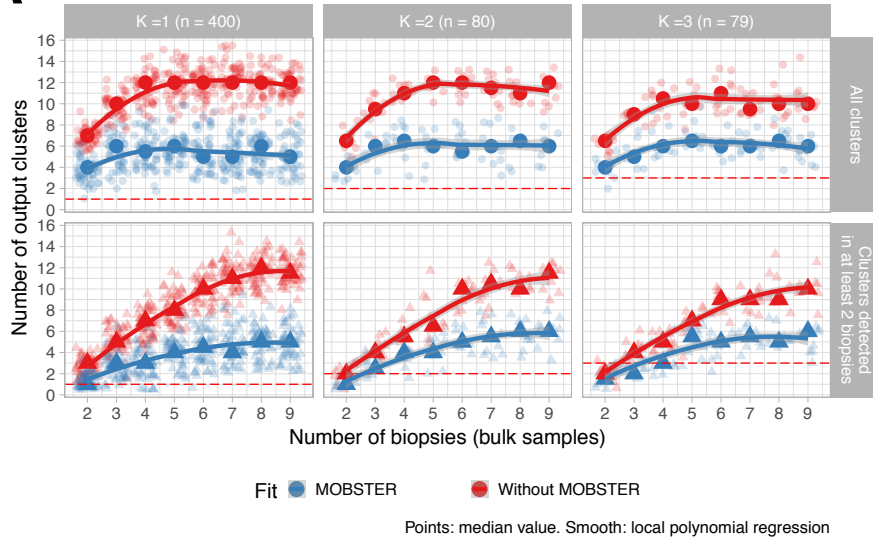 K =1 (n = 400)
K =2 (n = 80)
K =3 (n = 79)
16
14
12
10
8
6
4
2
0
All clusters
16
14
12
10
8
6
4
2
0
Clusters detected
in at least 2 biopsies
Number of output clusters
2 3 4 5 6 7 8 9
2 3 4 5 6 7 8 9
2 3 4 5 6 7 8 9
Number of biopsies (bulk samples)
Fit MOBSTER Without MOBSTER
Points: median value. Smooth: local polynomial regression